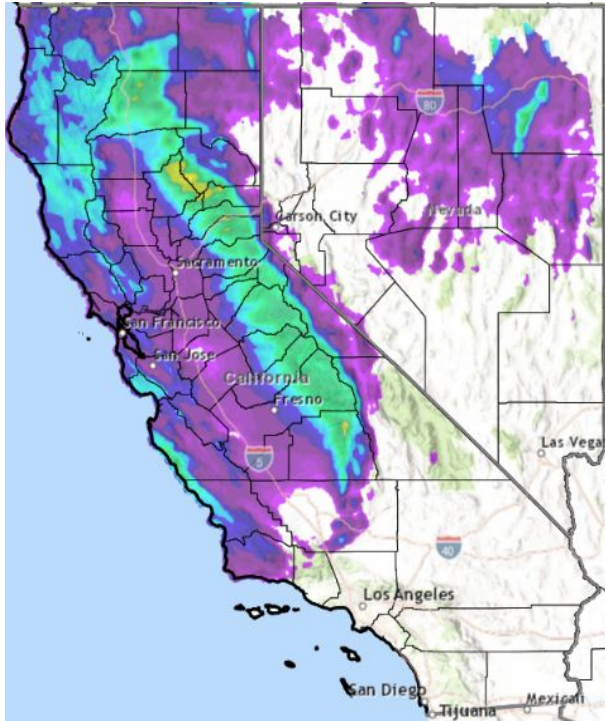 80
Carson City
Nevada
Sacramento
San Francisco
San Jose
California
Fresno
5
Las Vegas
40
Los Angeles
San Diego
Tijuana
Mexicali